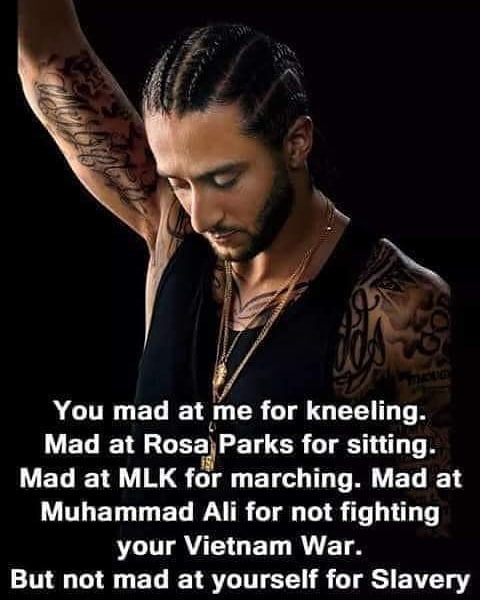 You mad at me for kneeling.
Mad at Rosa Parks for sitting.
Mad at MLK for marching. Mad at
Muhammad Ali for not fighting
your Vietnam War.
But not mad at yourself for Slavery